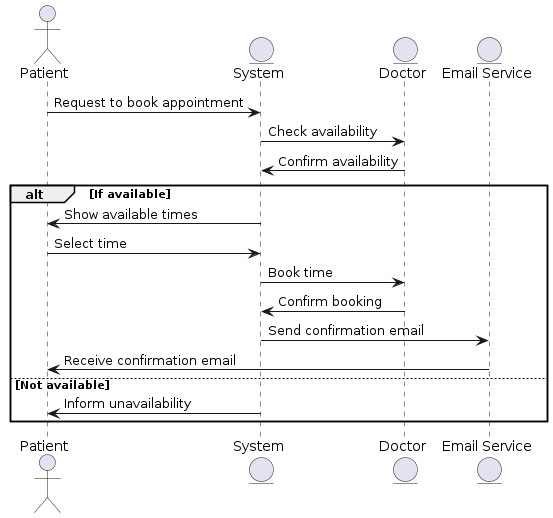 Patient
System
Doctor
Email Service
Request to book appointment
Check availability
Confirm availability
alt
[If available]
Show available times
Select time
Book time
Confirm booking
Send confirmation email
Receive confirmation email
[Not available]
Inform unavailability
Patient
System
Doctor
Email Service